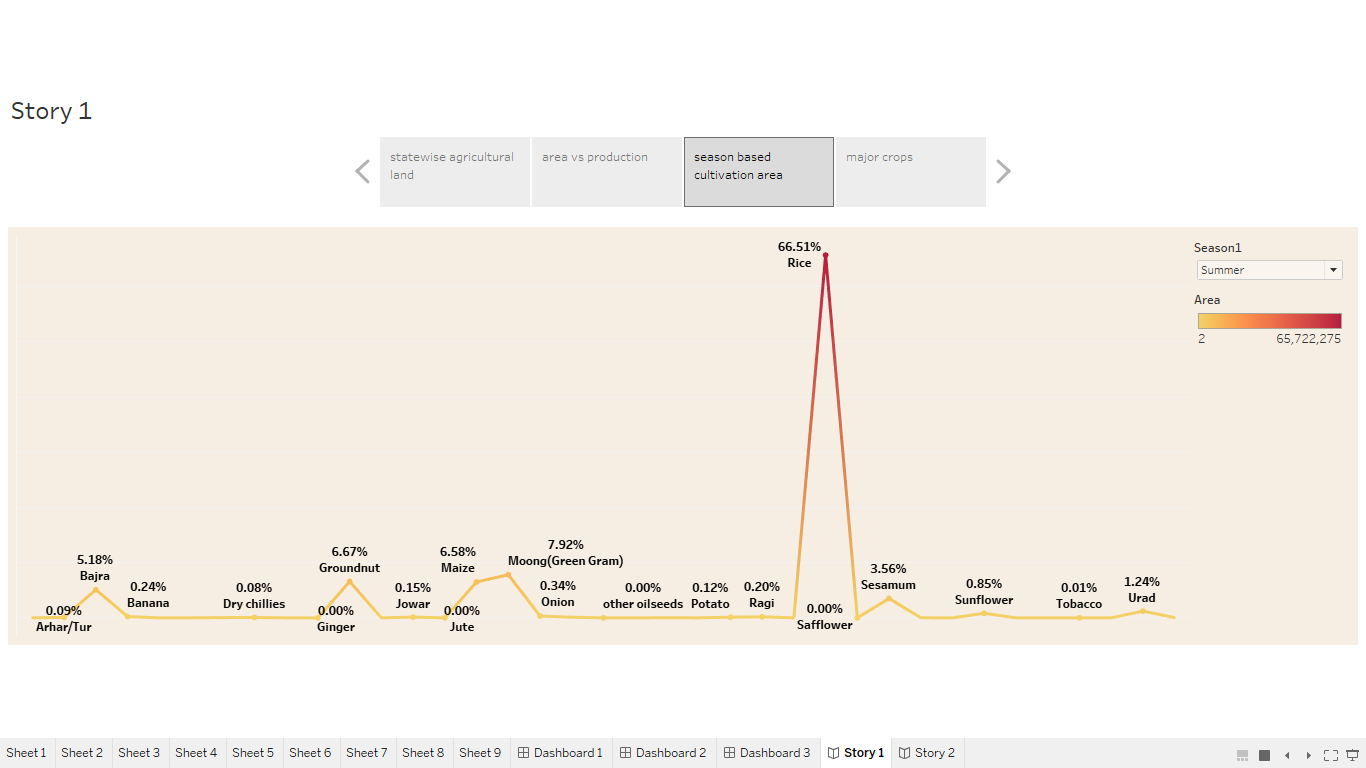 Story 1
statewise agricultural
land
area vs production
season based
cultivation area
major crops
66.51%
Rice
Season1
Summer
Area
2
65,722,275
5.18%
Bajra
0.09%
Arhar/Tur
0.24%
Banana
0.08%
Dry chillies
6.67%
Groundnut
0.00%
Ginger
0.15%
Jowar
6.58%
Maize
0.00%
Jute
7.92%
Moong(Green Gram)
0.34%
Onion
0.00%
other oilseeds
0.12%
Potato
0.20%
Ragi
0.00%
Safflower
3.56%
Sesamum
0.85%
Sunflower
0.01%
Tobacco
1.24%
Urad
Sheet 1
Sheet 2
Sheet 3
Sheet 4
Sheet 5
Sheet 6
Sheet 7
Sheet 8
Sheet 9
Dashboard 1
Dashboard 2
Dashboard 3
Story 1
Story 2